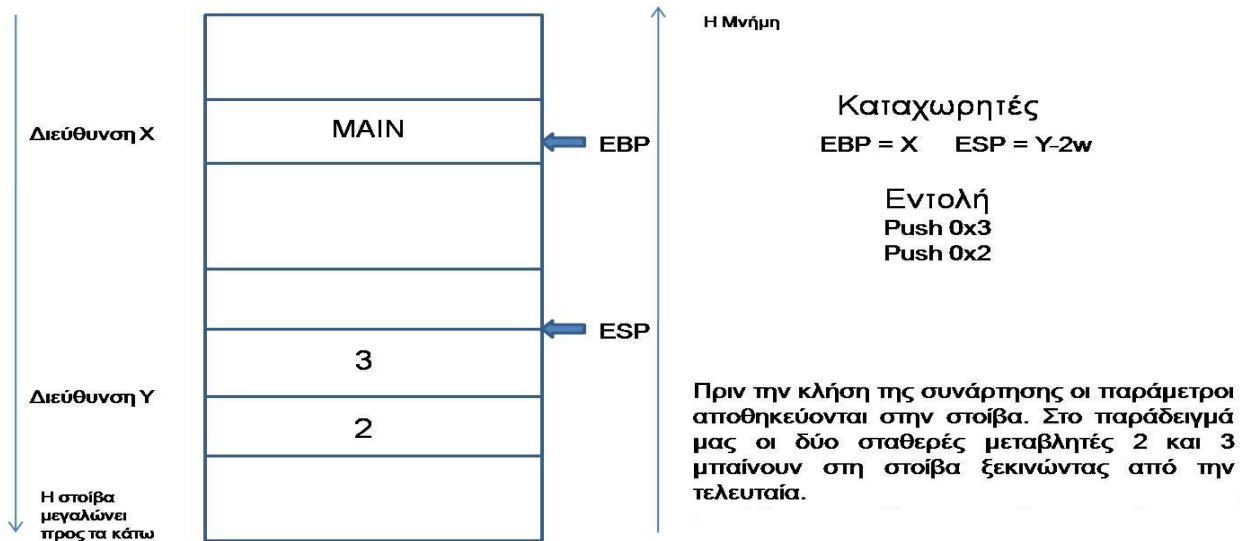 Η Μνήμη
Καταχωρητές
Διεύθυνση Χ
MAIN
EBP
EBP = X ESP = Y-2w
Εντολή
Push 0x3
Push 0x2
ESP
3
Διεύθυνση Υ
2
Πριν την κλήση της συνάρτησης οι παράμετροι
αποθηκεύονται στην στοίβα. Στο παράδειγμά
μας οι δύο σταθερές μεταβλητές 2 και 3
μπαίνουν στη στοίβα ξεκινώντας από την
τελευταία.
Η στοίβα
μεγαλώνει
προς τα κάτω